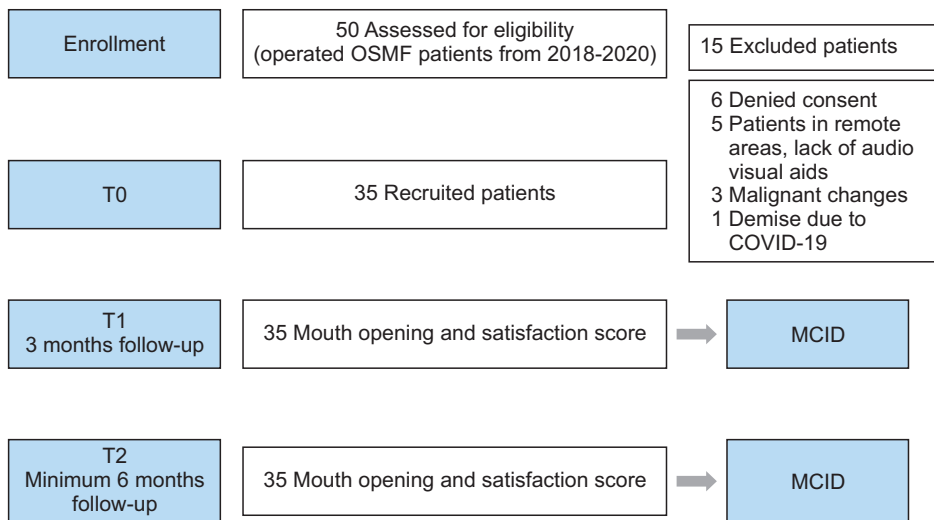 Enrollment
50 Assessed for eligibility
(operated OSMF patients from 2018-2020)
15 Excluded patients
6 Denied consent
5 Patients in remote
areas, lack of audio
visual aids
3 Malignant changes
1 Demise due to
COVID-19
T0
35 Recruited patients
T1
3 months follow-up
35 Mouth opening and satisfaction score
MCID
T2
Minimum 6 months
follow-up
35 Mouth opening and satisfaction score
MCID